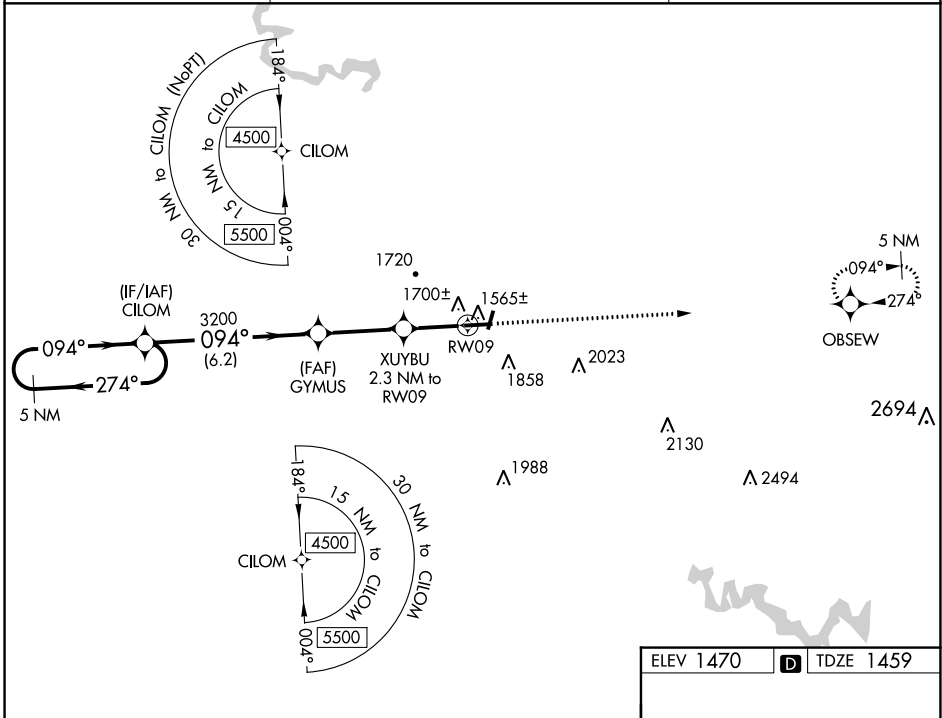 30 NM to CILOM (NoPT)
15 NM to CILOM
184°
4500
CILOM
5500
004°
5 NM
094°
274°
OBSEW
1720
1700±
1565±
(IF/IAF)
CILOM
3200
094°
(6.2)
094°
274°
5 NM
(FAF)
GYMUS
XUYBU
2.3 NM to
RW09
RW09
1858
2023
2694
2130
1988
2494
184°
15 NM to CILOM
30 NM to CILOM
4500
CILOM
5500
004°
ELEV 1470 D TDZE 1459